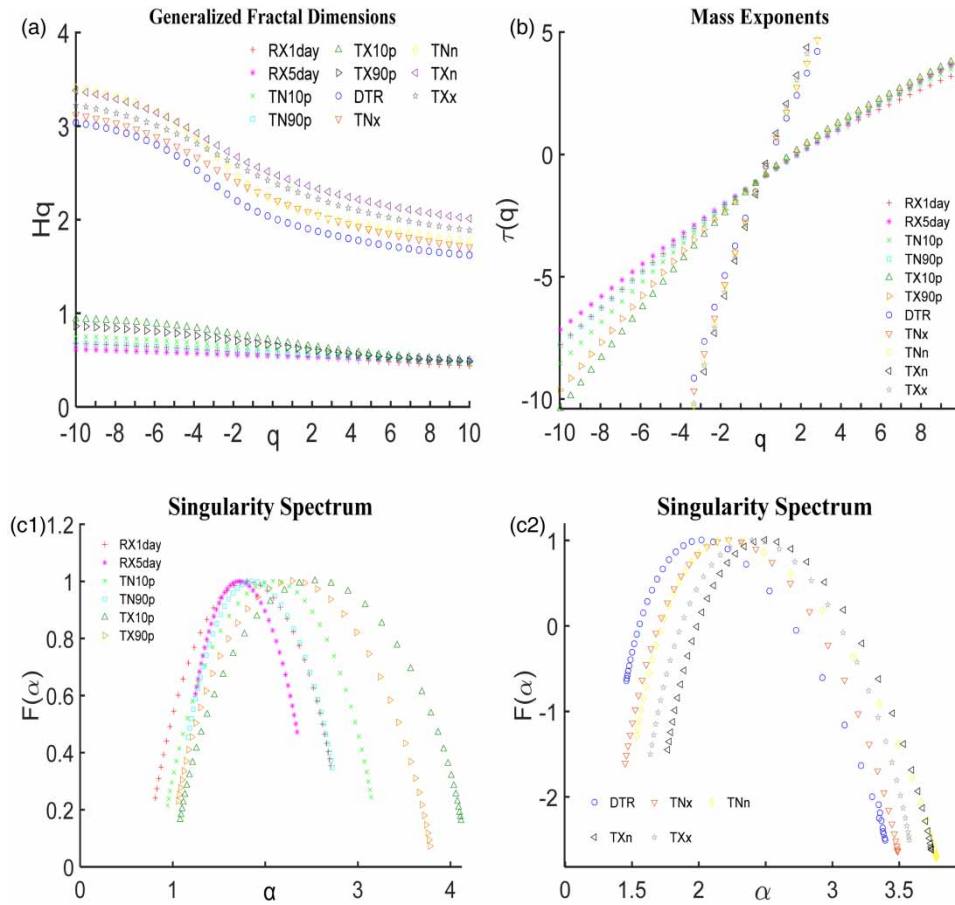 Generalized Fractal Dimensions
(a)
4
3
2
1
0
Hq
RX1day
RX5day
TN10p
TN90p
TX10p
TX90p
DTR
TNx
TNn
TXn
TXx
-10 -8 -6 -4 -2 0 2 4 6 8 10
q
Mass Exponents
(b)
5
0
-5
-10
τ(q)
RX1day
RX5day
TN10p
TN90p
TX10p
TX90p
DTR
TNx
TNn
TXn
TXx
-10 -8 -6 -4 -2 0 2 4 6 8
q
Singularity Spectrum
(c1)
1.2
1
0.8
0.6
0.4
0.2
0
F(α)
RX1day
RX5day
TN10p
TN90p
TX10p
TX90p
0 1 2 3 4
α
Singularity Spectrum
(c2)
1
0
-1
-2
F(α)
DTR TNx TNn
TXn TXx
0 1.5 2 2.5 3 3.5
α